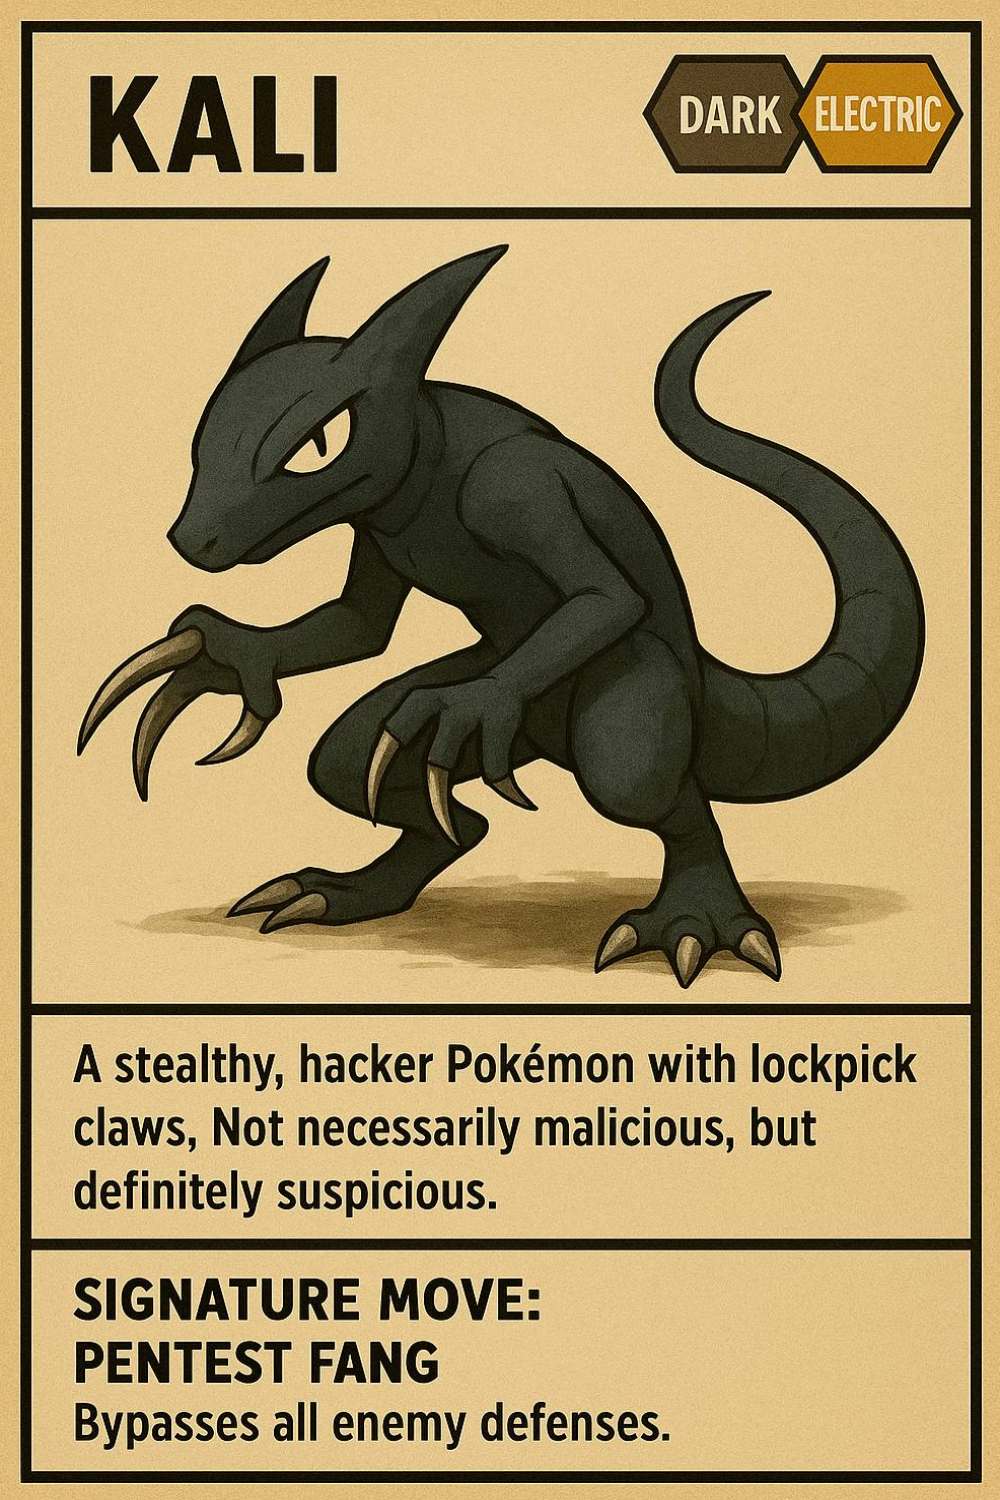 KALI
DARK
ELECTRIC
A stealthy, hacker Pokémon with lockpick
claws, Not necessarily malicious, but
definitely suspicious.
SIGNATURE MOVE:
PENTEST FANG
Bypasses all enemy defenses.